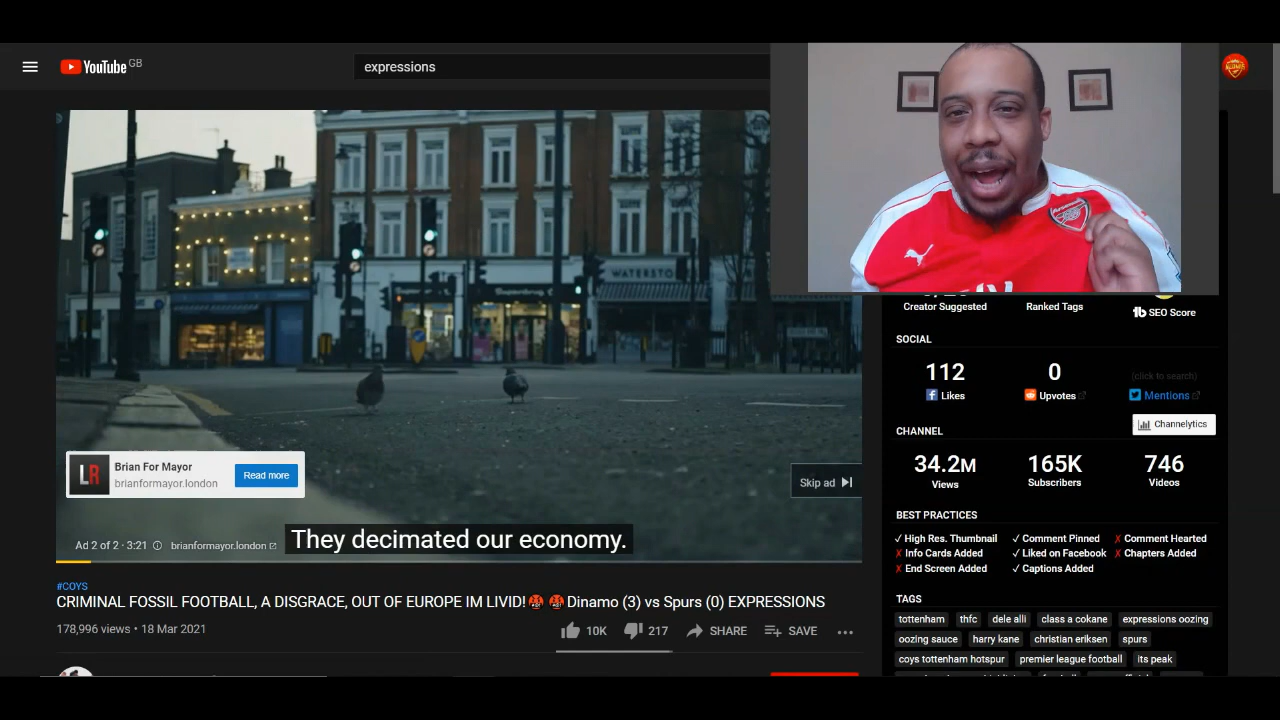 YouTube GB
expressions
WATERSTO
Superdrug
Brian For Mayor
brianformayor.london
Read more
LR
Skip ad
They decimated our economy.
Ad 2 of 2 · 3:21 brianformayor.london
#COYS
CRIMINAL FOSSIL FOOTBALL, A DISGRACE, OUT OF EUROPE IM LIVID!🤬 🤬Dinamo (3) vs Spurs (0) EXPRESSIONS
178,996 views • 18 Mar 2021
10K 217 SHARE SAVE
Arsenal
Creator Suggested Ranked Tags tb SEO Score
SOCIAL
112 0 (click to search)
Likes Upvotes Mentions
CHANNEL Channelytics
34.2M 165K 746
Views Subscribers Videos
BEST PRACTICES
✓ High Res. Thumbnail ✓ Comment Pinned ✗ Comment Hearted
✗ Info Cards Added ✓ Liked on Facebook ✗ Chapters Added
✗ End Screen Added ✓ Captions Added
TAGS
tottenham thfc dele alli class a cokane expressions oozing
oozing sauce harry kane christian eriksen spurs
coys tottenham hotspur premier league football its peak